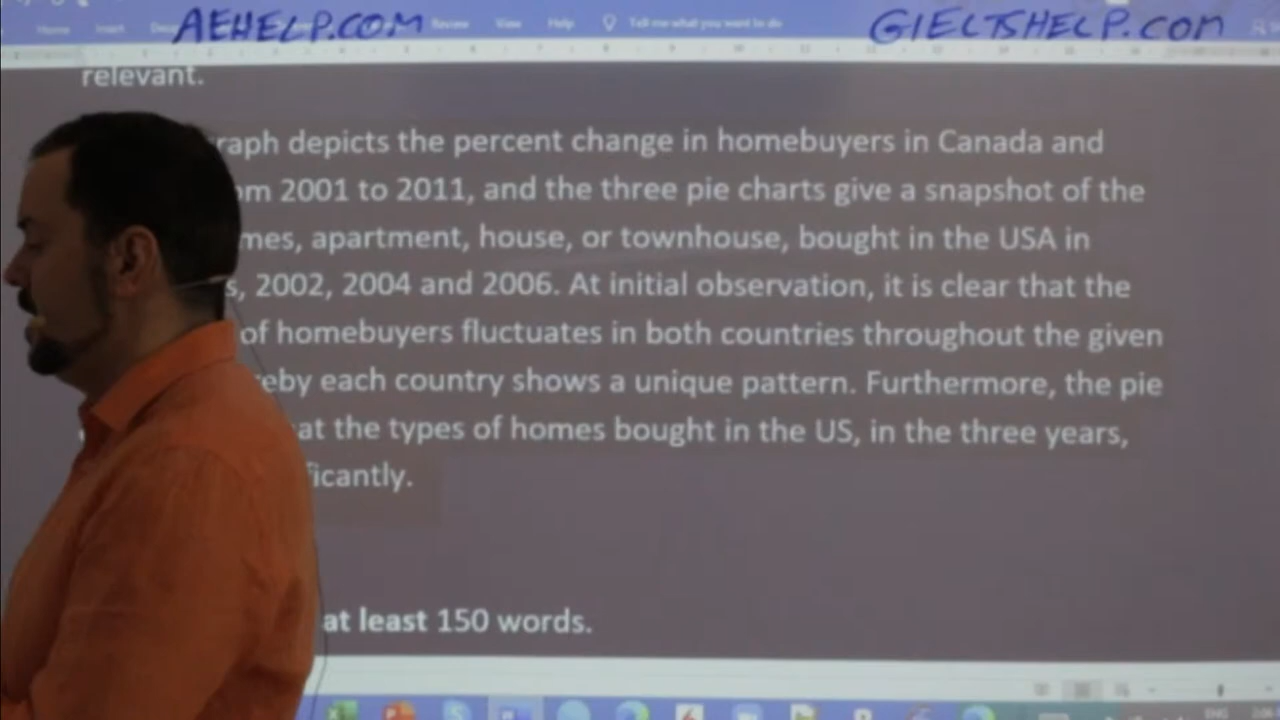 AEHELP.COM
GIELTSHELP.COM
Home Insert Review View Help Tell me what you want to do
relevant.
raph depicts the percent change in homebuyers in Canada and
om 2001 to 2011, and the three pie charts give a snapshot of the
mes, apartment, house, or townhouse, bought in the USA in
s, 2002, 2004 and 2006. At initial observation, it is clear that the
of homebuyers fluctuates in both countries throughout the given
eby each country shows a unique pattern. Furthermore, the pie
at the types of homes bought in the US, in the three years,
ficantly.
at least 150 words.